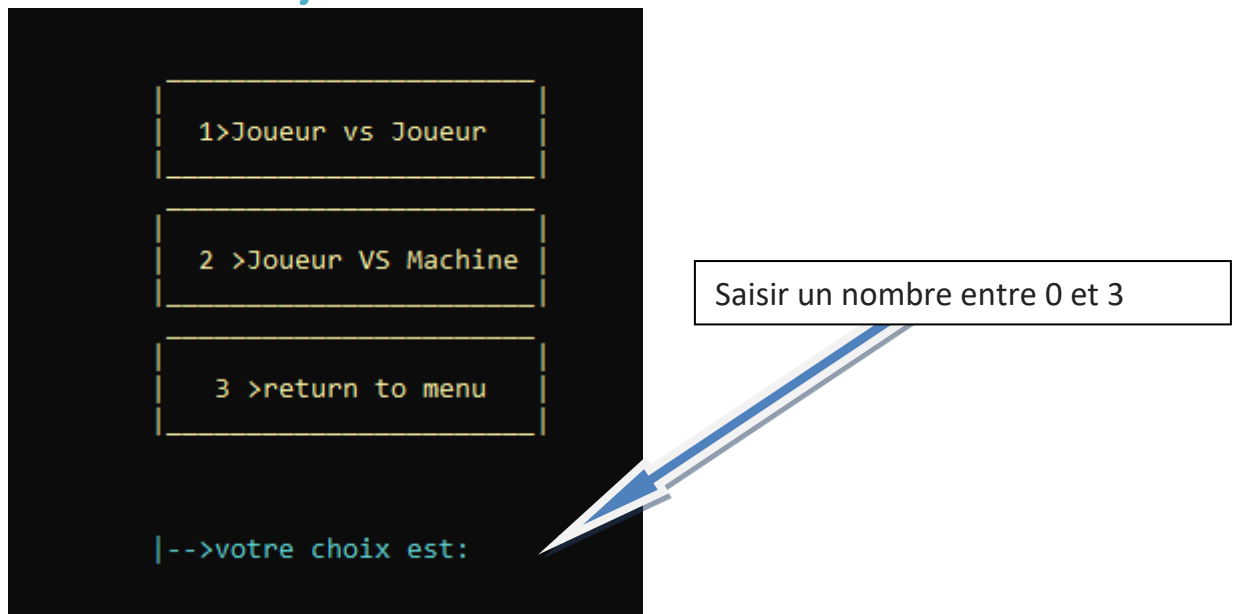 1>Joueur vs Joueur
2 >Joueur VS Machine
Saisir un nombre entre 0 et 3
3 >return to menu
|-->votre choix est: